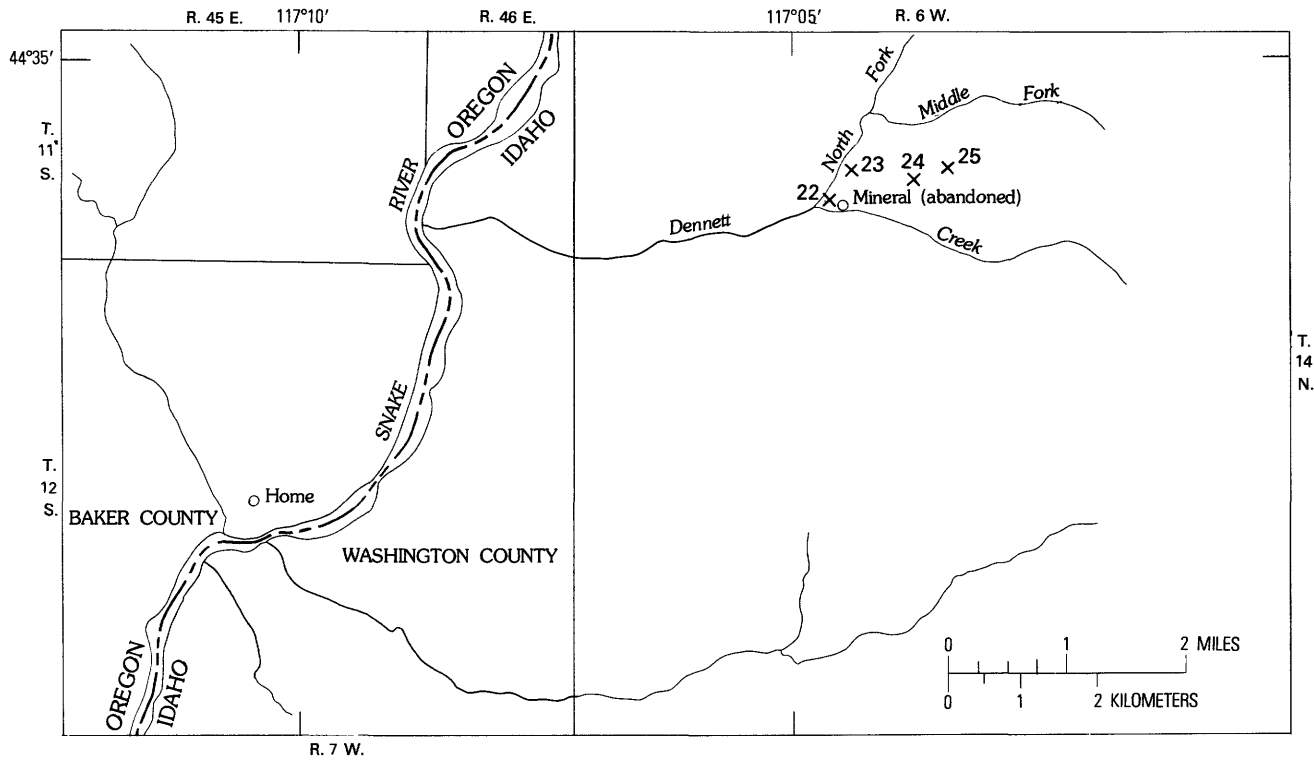 R. 45 E. 117°10' R. 46 E. 117°05' R. 6 W.
44°35'
T.
11
S.
OREGON
IDAHO
RIVER
Fork
Middle Fork
North
23
24
25
22
Mineral (abandoned)
Dennett
Creek
T.
14
N.
SNAKE
T.
12
S.
Home
BAKER COUNTY
WASHINGTON COUNTY
OREGON
IDAHO
0 1 2 MILES
0 1 2 KILOMETERS
R. 7 W.